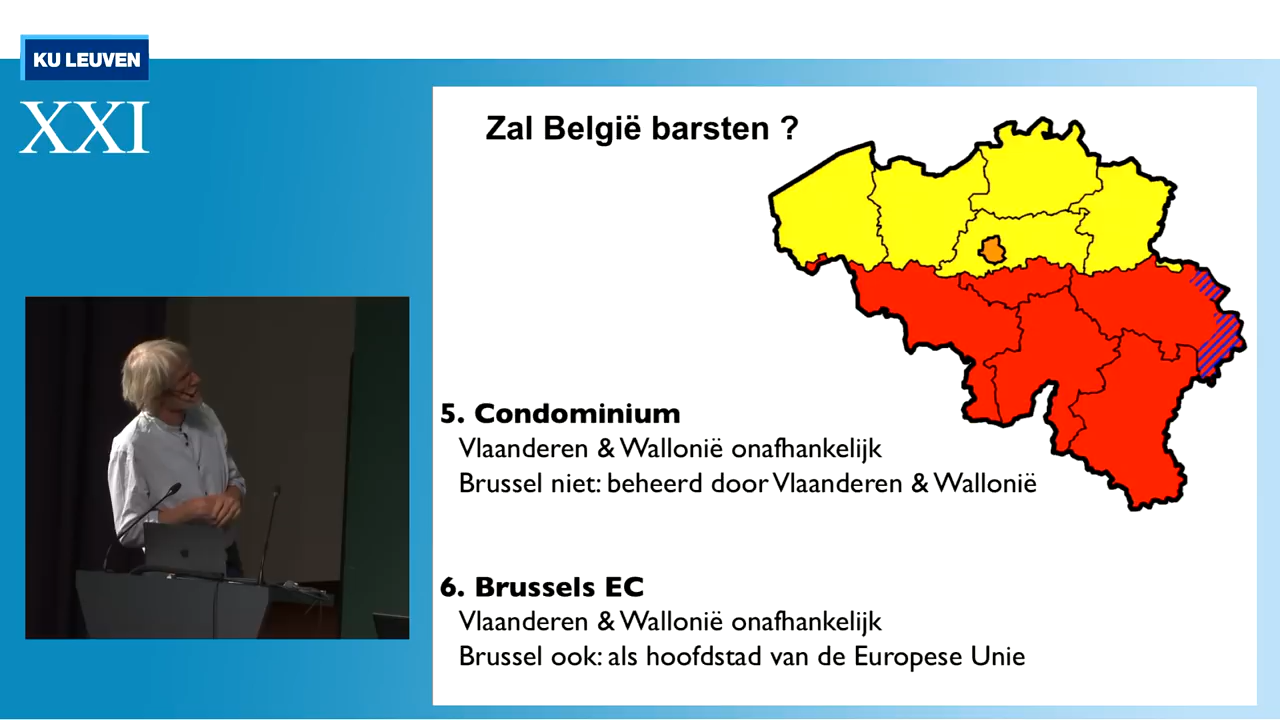 KU LEUVEN
XXI
Zal België barsten ?
5. Condominium
Vlaanderen & Wallonië onafhankelijk
Brussel niet: beheerd door Vlaanderen & Wallonië
6. Brussels EC
Vlaanderen & Wallonië onafhankelijk
Brussel ook: als hoofdstad van de Europese Unie